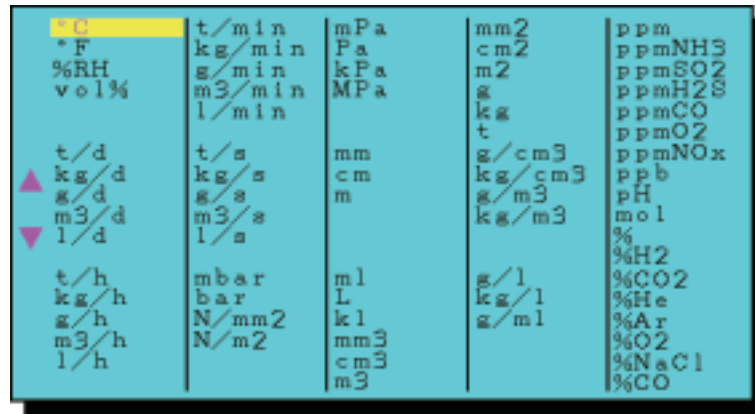 °C
°F
%RH
vol%
t/d
kg/d
g/d
m3/d
l/d
t/h
kg/h
g/h
m3/h
l/h
t/min
kg/min
g/min
m3/min
l/min
t/s
kg/s
g/s
m3/s
l/s
mbar
bar
N/mm2
N/m2
mPa
Pa
kPa
MPa
mm
cm
m
ml
L
kl
mm3
cm3
m3
mm2
cm2
m2
g
kg
t
g/cm3
kg/cm3
g/m3
kg/m3
g/l
kg/l
g/ml
ppm
ppmNH3
ppmSO2
ppmH2S
ppmCO
ppmO2
ppmNOx
ppb
pH
mol
%
%H2
%CO2
%He
%Ar
%O2
%NaCl
%CO